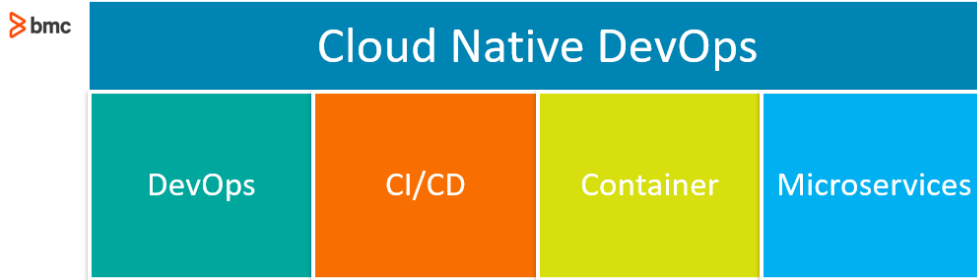 bmc
Cloud Native DevOps
DevOps
CI/CD
Container
Microservices